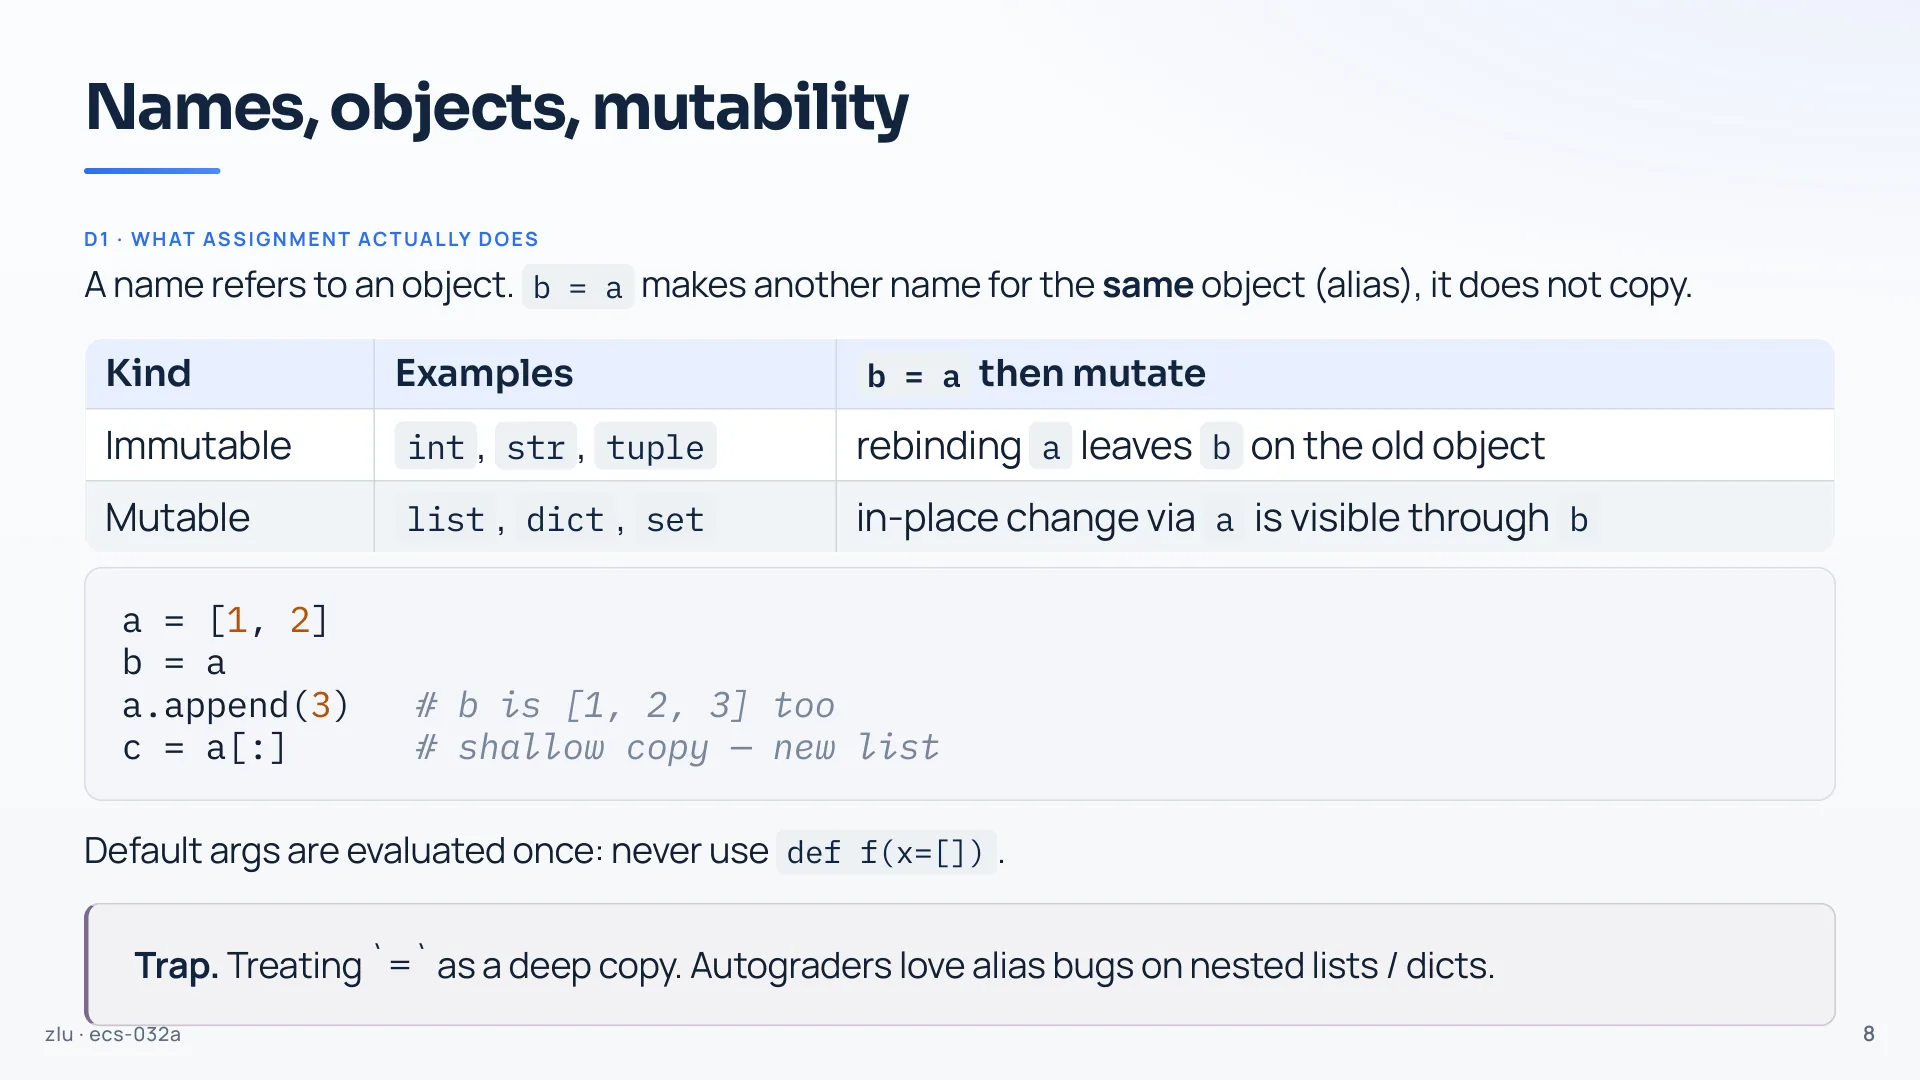 Names, objects, mutability
D1 · WHAT ASSIGNMENT ACTUALLY DOES
A name refers to an object. b = a makes another name for the same object (alias), it does not copy.
Kind Examples b = a then mutate
Immutable int, str, tuple rebinding a leaves b on the old object
Mutable list, dict, set in-place change via a is visible through b
a = [1, 2]
b = a
a.append(3)   # b is [1, 2, 3] too
c = a[:]      # shallow copy — new list
Default args are evaluated once: never use def f(x=[]).
Trap. Treating `=` as a deep copy. Autograders love alias bugs on nested lists / dicts.
zlu · ecs-032a
8